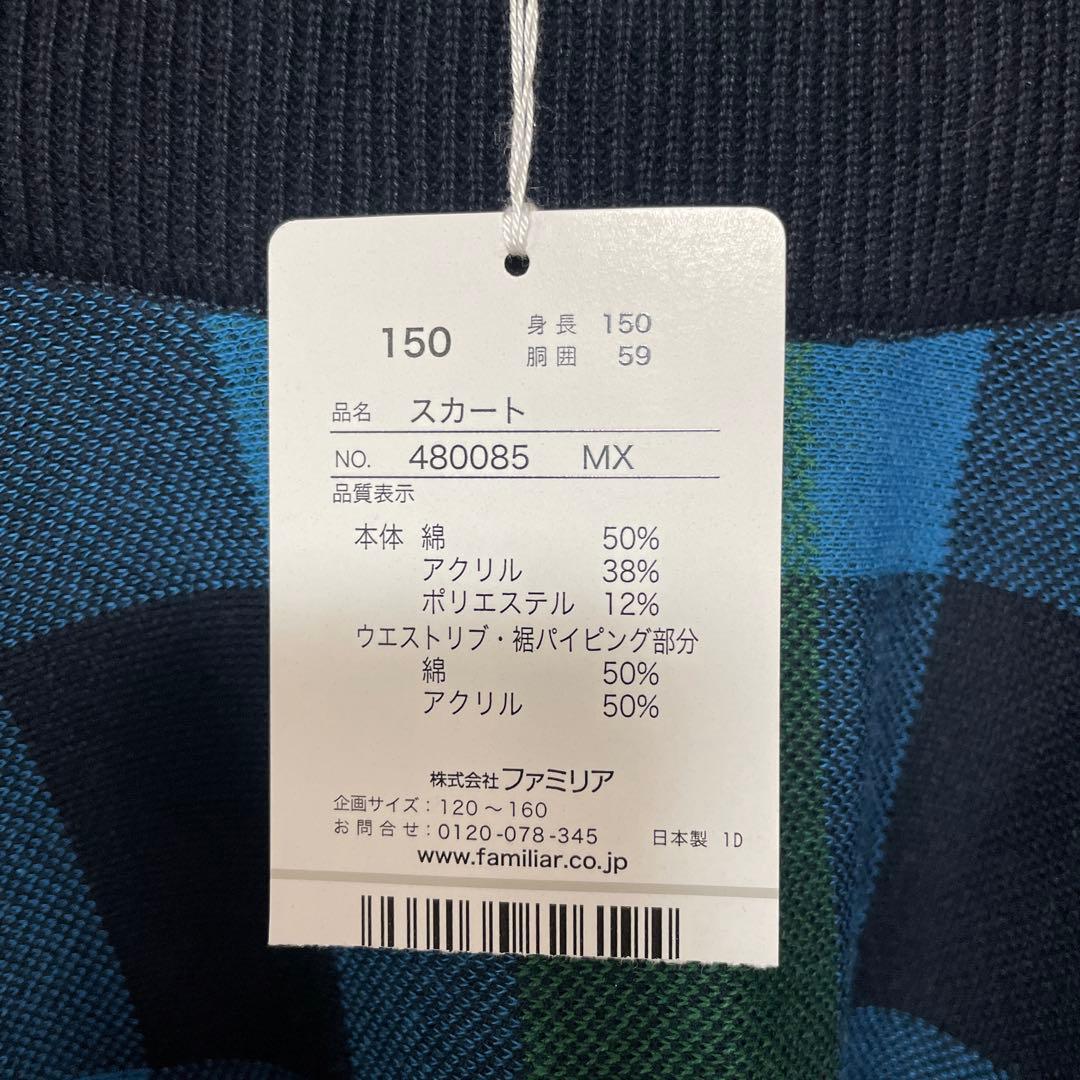 150
身長 150
胴囲 59
品名 スカート
NO. 480085 MX
品質表示
本体 綿 50%
アクリル 38%
ポリエステル 12%
ウエストリブ・裾パイピング部分
綿 50%
アクリル 50%
株式会社ファミリア
企画サイズ：120～160
お問合せ：0120-078-345 日本製 1D
www.familiar.co.jp